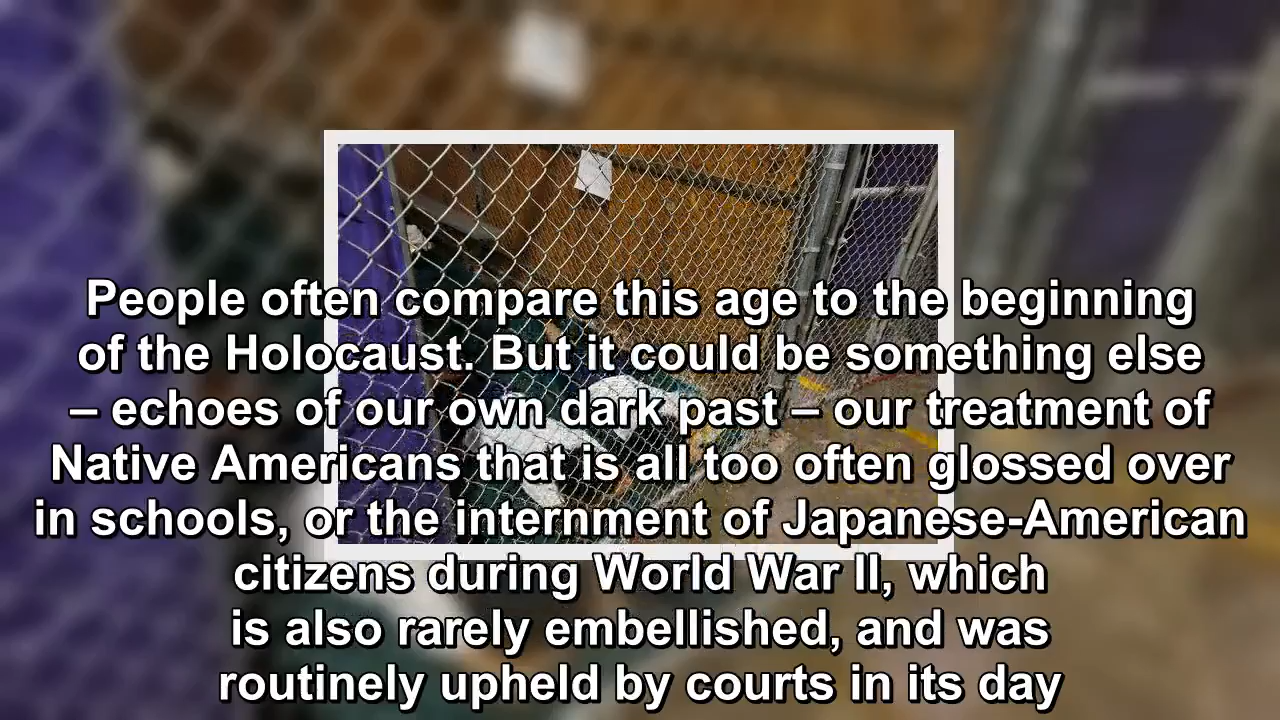 People often compare this age to the beginning
of the Holocaust. But it could be something else
– echoes of our own dark past – our treatment of
Native Americans that is all too often glossed over
in schools, or the internment of Japanese-American
citizens during World War II, which
is also rarely embellished, and was
routinely upheld by courts in its day